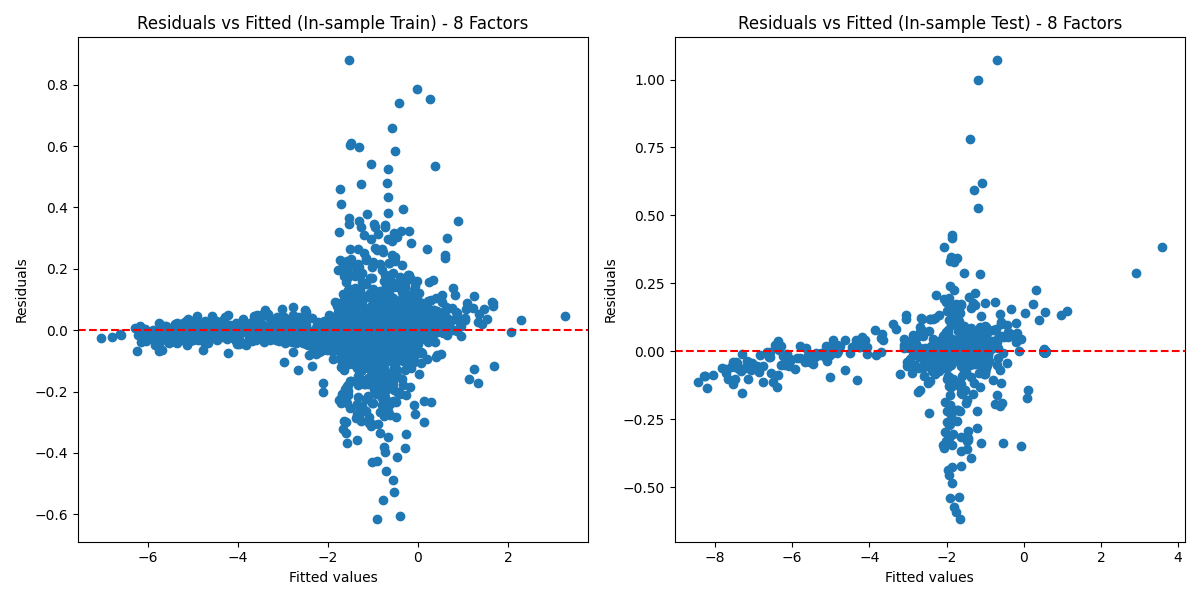 Residuals vs Fitted (In-sample Train) - 8 Factors
Residuals
0.8
0.6
0.4
0.2
0.0
−0.2
−0.4
−0.6
−6 −4 −2 0 2
Fitted values
Residuals vs Fitted (In-sample Test) - 8 Factors
Residuals
1.00
0.75
0.50
0.25
0.00
−0.25
−0.50
−8 −6 −4 −2 0 2 4
Fitted values